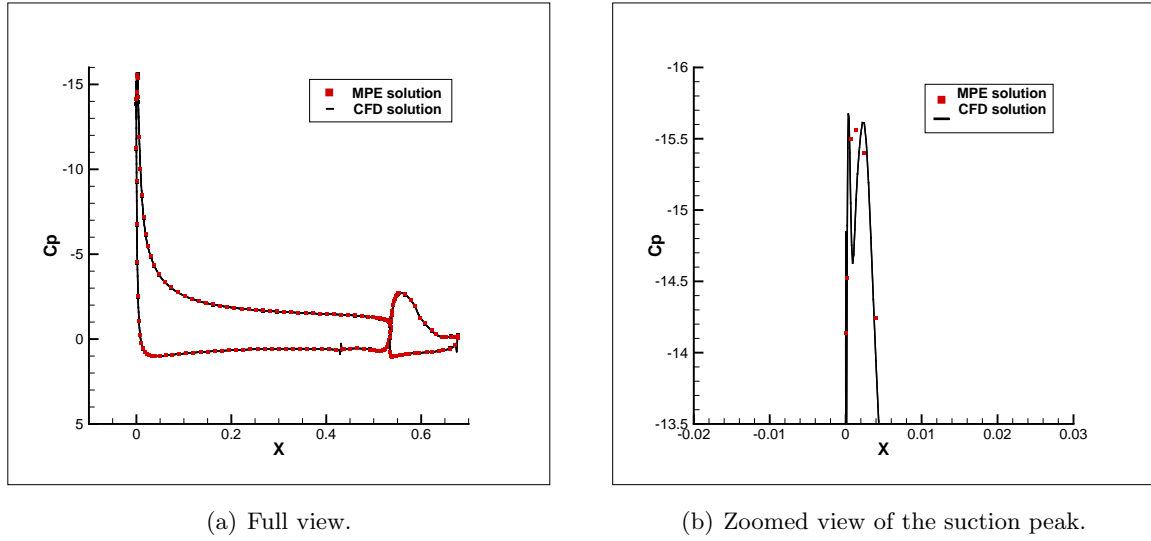 -15
-10
-5
0
5
Cp
0
0.2
0.4
0.6
X
MPE solution
CFD solution
-16
-15.5
-15
-14.5
-14
-13.5
Cp
-0.02
-0.01
0
0.01
0.02
0.03
X
MPE solution
CFD solution
(a) Full view.
(b) Zoomed view of the suction peak.